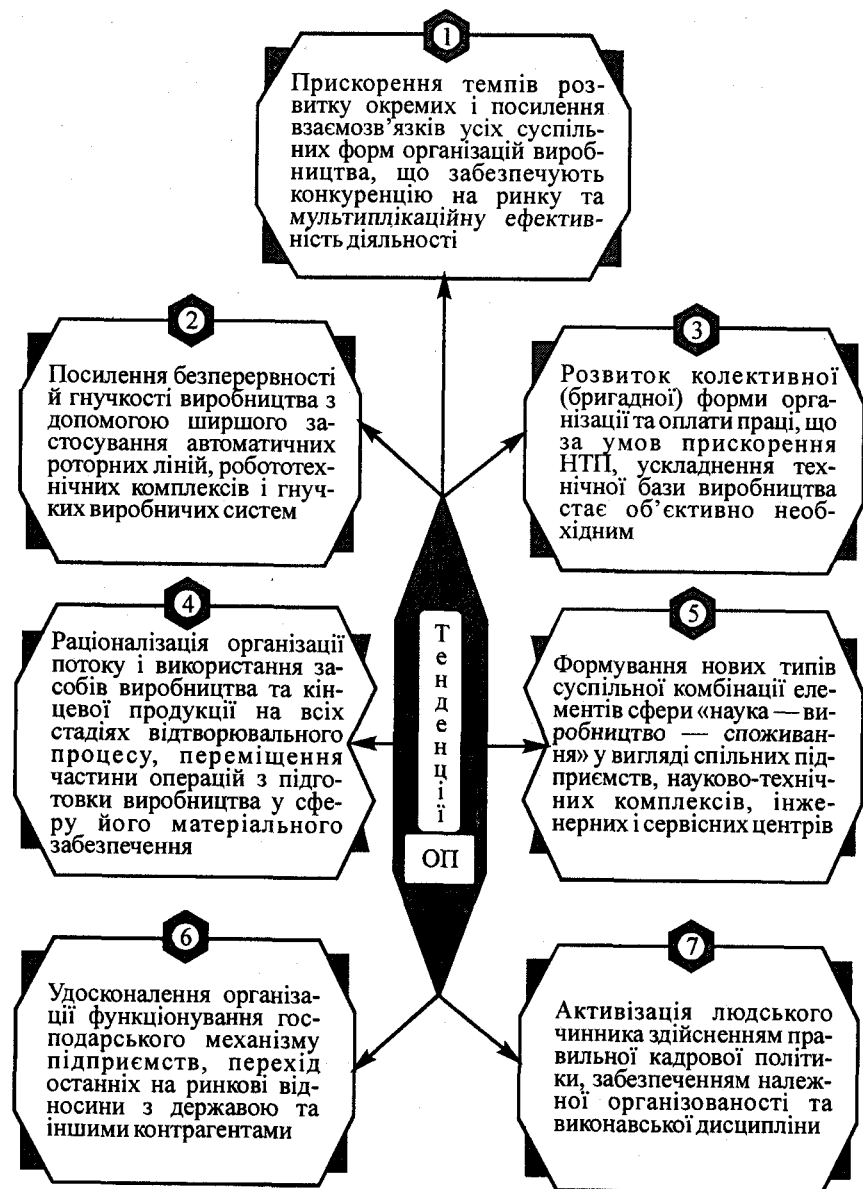 1
Прискорення темпів роз-
витку окремих і посилення
взаємозв’язків усіх суспіль-
них форм організацій вироб-
ництва, що забезпечують
конкуренцію на ринку та
мультиплікаційну ефектив-
ність діяльності
2
Посилення безперервності
й гнучкості виробництва з
допомогою ширшого за-
стосування автоматичних
роторних ліній, робототех-
нічних комплексів і гнуч-
ких виробничих систем
3
Розвиток колективної
(бригадної) форми орга-
нізації та оплати праці, що
за умов прискорення
НТП, ускладнення тех-
нічної бази виробництва
стає об’єктивно необ-
хідним
4
Раціоналізація організації
потоку і використання за-
собів виробництва та кін-
цевої продукції на всіх
стадіях відтворювального
процесу, переміщення
частини операцій з підго-
товки виробництва у сфе-
ру його матеріального
забезпечення
Тенденції
ОП
5
Формування нових типів
суспільної комбінації еле-
ментів сфери «наука — ви-
робництво — споживан-
ня» у вигляді спільних під-
приємств, науково-техніч-
них комплексів, інже-
нерних і сервісних центрів
6
Удосконалення організа-
ції функціонування гос-
подарського механізму
підприємств, перехід
останніх на ринкові від-
носини з державою та
іншими контрагентами
7
Активізація людського
чинника здійсненням пра-
вильної кадрової політи-
ки, забезпеченням належ-
ної організованості та
виконавської дисципліни